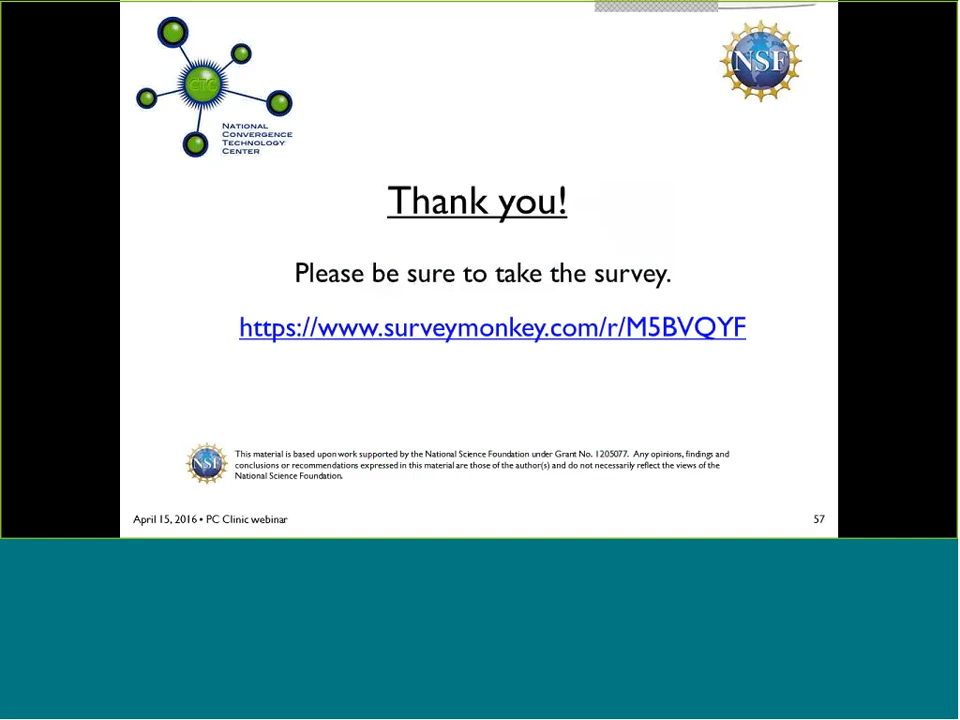 CTC
NSF
NATIONAL
CONVERGENCE
TECHNOLOGY
CENTER
Thank you!
Please be sure to take the survey.
https://www.surveymonkey.com/r/M5BVQYF
NSF
This material is based upon work supported by the National Science Foundation under Grant No. 1205077. Any opinions, findings and
conclusions or recommendations expressed in this material are those of the author(s) and do not necessarily reflect the views of the
National Science Foundation.
April 15, 2016 • PC Clinic webinar
57